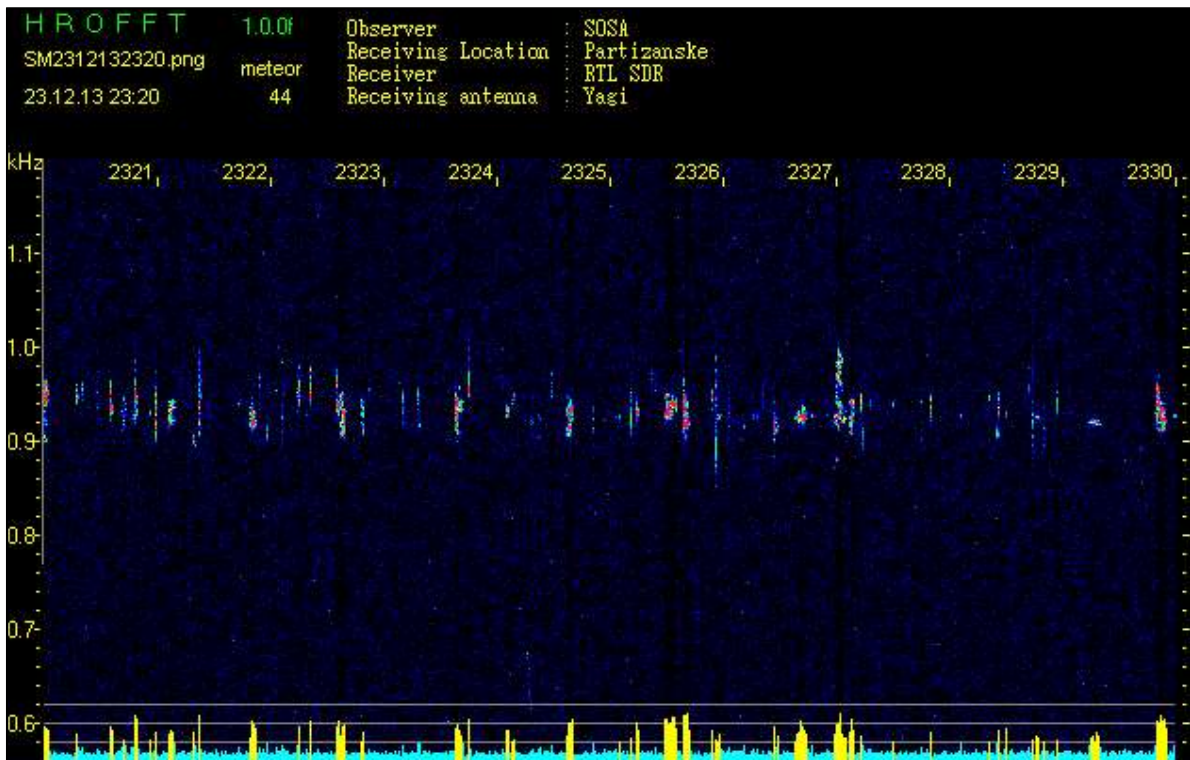 H R O F F T 1.0.0f
SM2312132320.png meteor
23.12.13 23:20 44
Observer : SOSA
Receiving Location : Partizanske
Receiver : RTL SDR
Receiving antenna : Yagi
kHz 2321 2322 2323 2324 2325 2326 2327 2328 2329 2330
1.1
1.0
0.9
0.8
0.7
0.6